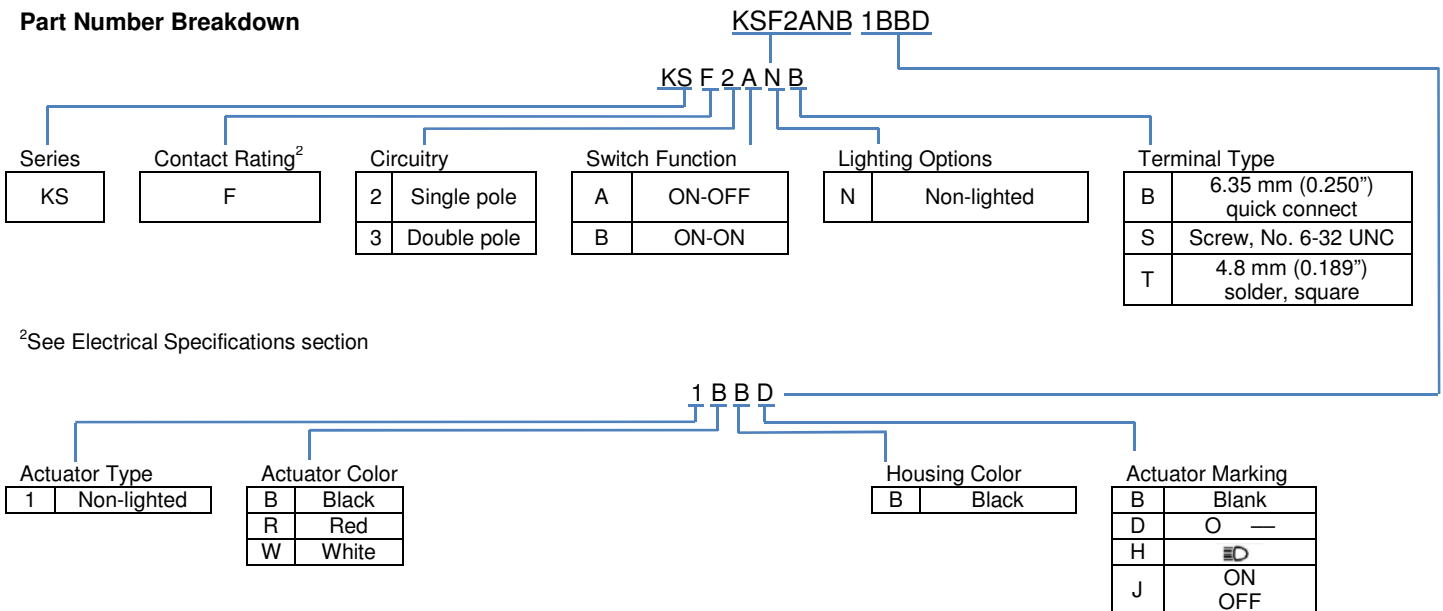 Part Number Breakdown
KSF2ANB 1BBD
KS F 2 A N B
Series
KS
Contact Rating2
F
Circuitry
2 Single pole
3 Double pole
Switch Function
A ON-OFF
B ON-ON
Lighting Options
N Non-lighted
Terminal Type
B 6.35 mm (0.250”)
quick connect
S Screw, No. 6-32 UNC
T 4.8 mm (0.189”)
solder, square
2See Electrical Specifications section
1 B B D
Actuator Type
1 Non-lighted
Actuator Color
B Black
R Red
W White
Housing Color
B Black
Actuator Marking
B Blank
D O —
H
J ON
OFF